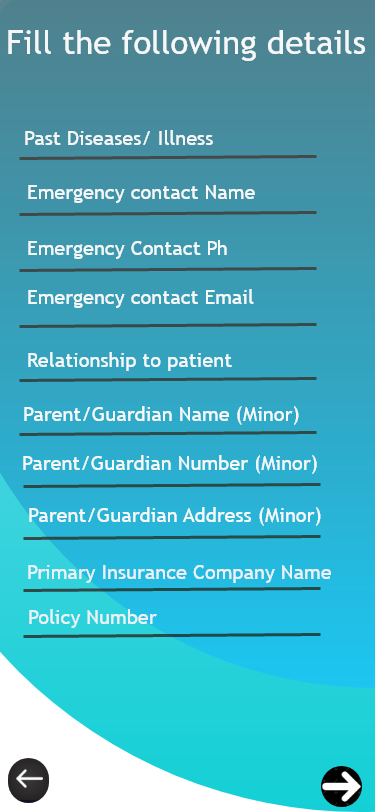 Fill the following details
Past Diseases/ Illness
Emergency contact Name
Emergency Contact Ph
Emergency contact Email
Relationship to patient
Parent/Guardian Name (Minor)
Parent/Guardian Number (Minor)
Parent/Guardian Address (Minor)
Primary Insurance Company Name
Policy Number